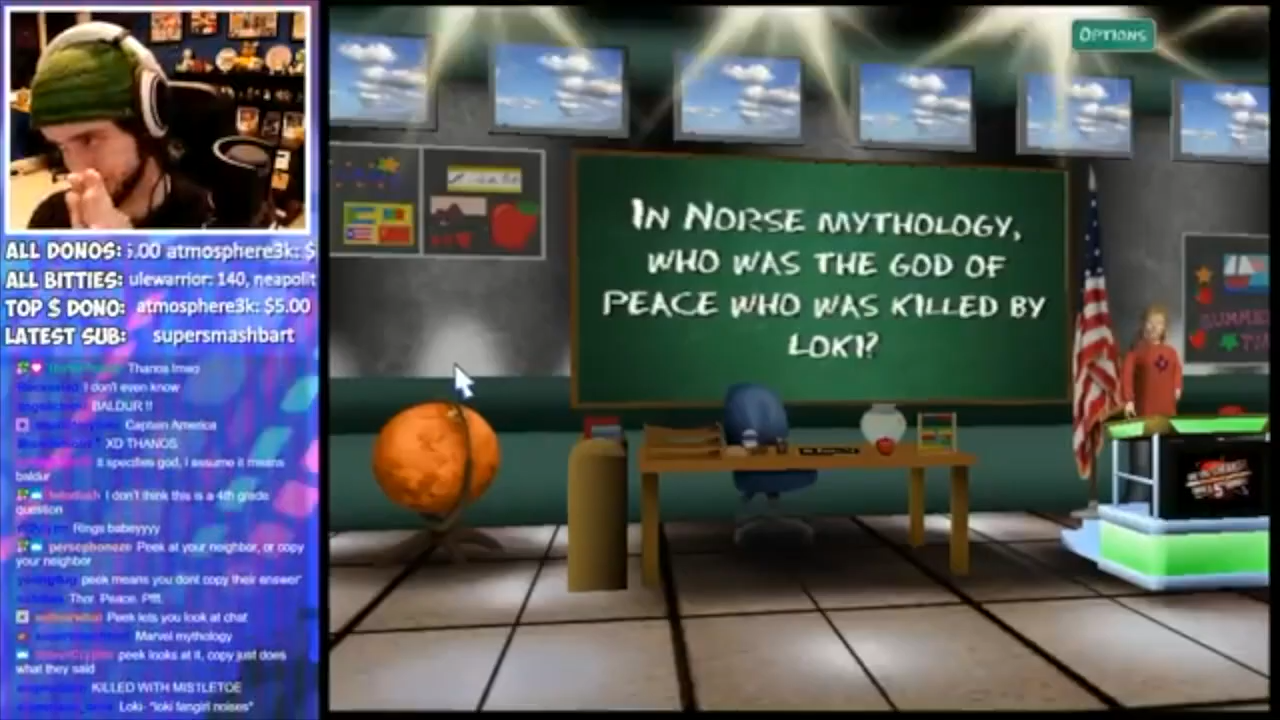 OPTIONS
IN NORSE MYTHOLOGY,
WHO WAS THE GOD OF
PEACE WHO WAS KILLED BY
LOKI?
ALL DONOS: 5.00 atmosphere3k: $
ALL BITTIES: ulewarrior: 140, neapolit
TOP $ DONO: atmosphere3k: $5.00
LATEST SUB: supersmashbart
Thanos lmao
I don't even know
BALDUR !!
Captain America
XD THANOS
it specifies god, I assume it means
baldur
I don't think this is a 4th grade
question
Rings babeyyyy
persephoneze Peek at your neighbor, or copy
your neighbor
peek means you dont copy their answer
Thor. Peace. Pfft.
Peek lets you look at chat
Marvel mythology
peek looks at it, copy just does
what they said
KILLED WITH MISTLETOE
Loki- "loki fangirl noises"